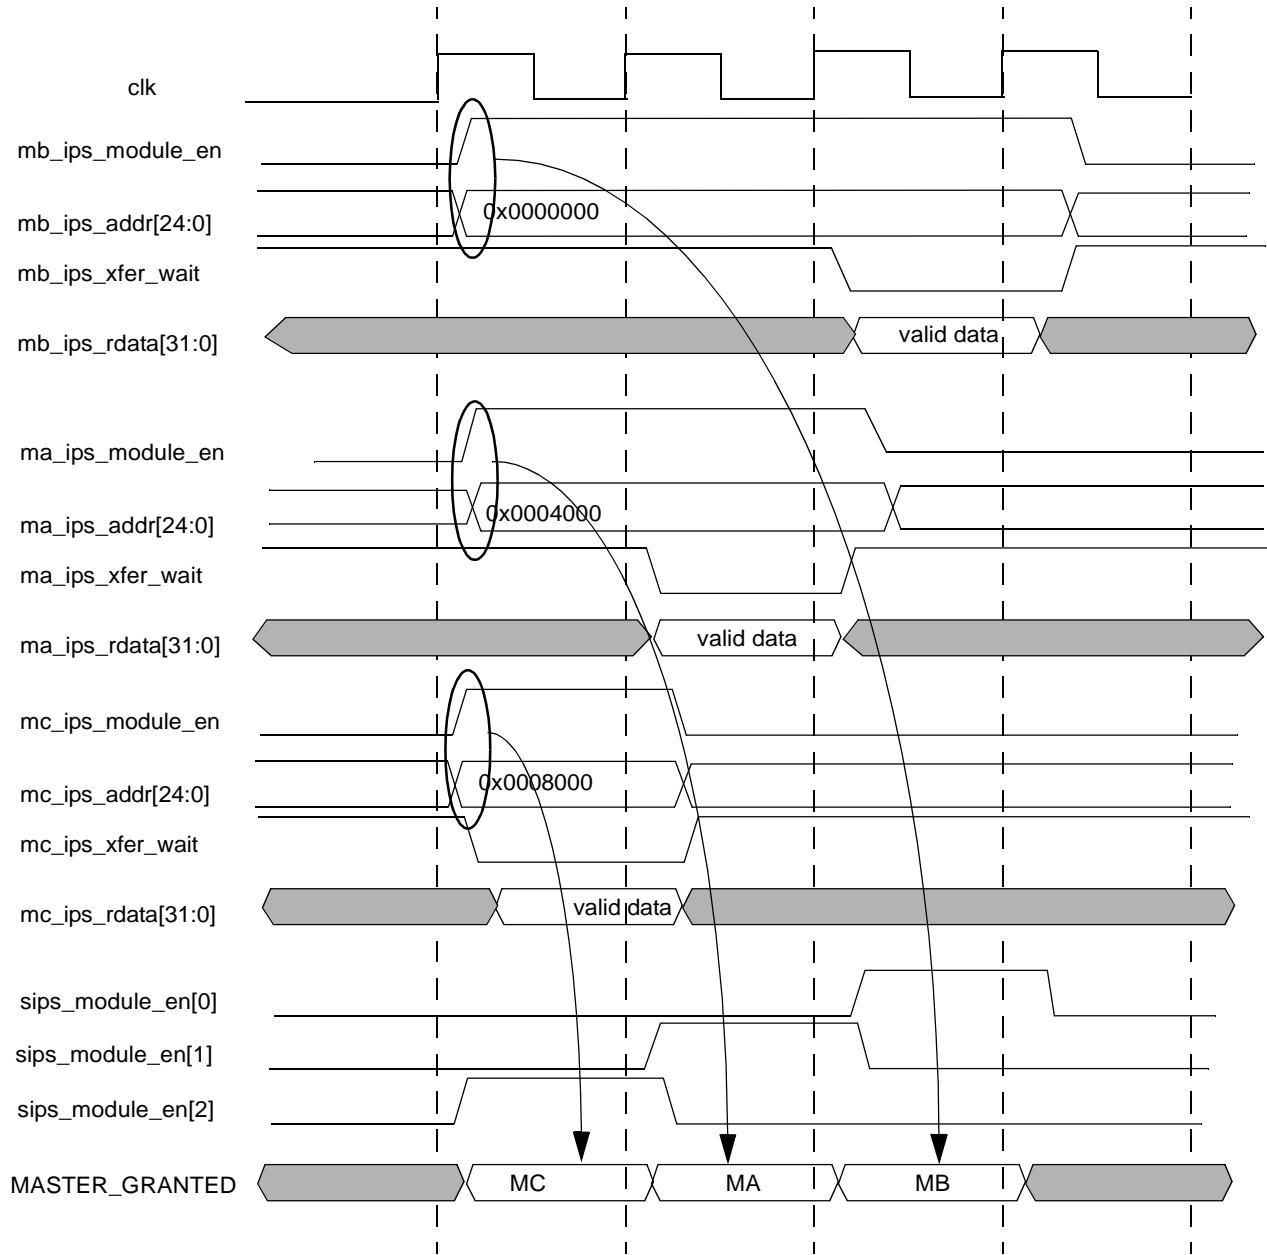 clk
mb_ips_module_en
mb_ips_addr[24:0]
0x0000000
mb_ips_xfer_wait
mb_ips_rdata[31:0]
valid data
ma_ips_module_en
ma_ips_addr[24:0]
0x0004000
ma_ips_xfer_wait
ma_ips_rdata[31:0]
valid data
mc_ips_module_en
mc_ips_addr[24:0]
0x0008000
mc_ips_xfer_wait
mc_ips_rdata[31:0]
valid data
sips_module_en[0]
sips_module_en[1]
sips_module_en[2]
MASTER_GRANTED
MC
MA
MB